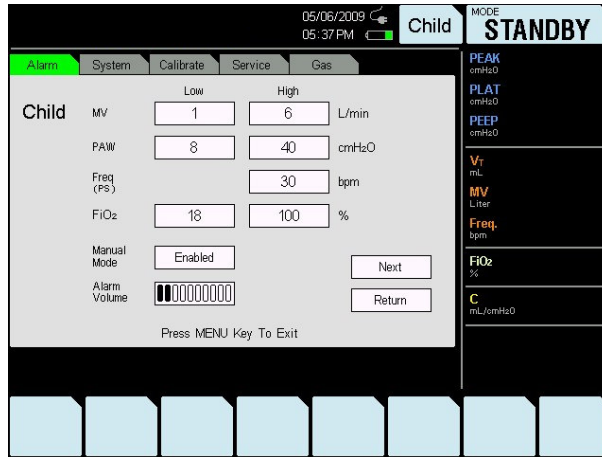 05/06/2009
05:37 PM
Child
MODE
STANDBY
Alarm System Calibrate Service Gas
Low High
Child MV 1 6 L/min
PAW 8 40 cmH2O
Freq
(PS) 30 bpm
FiO2 18 100 %
Manual
Mode Enabled
Next
Alarm
Volume
Return
Press MENU Key To Exit
PEAK
cmH2O
PLAT
cmH2O
PEEP
cmH2O
VT
mL
MV
Liter
Freq.
bpm
FiO2
%
C
mL/cmH2O